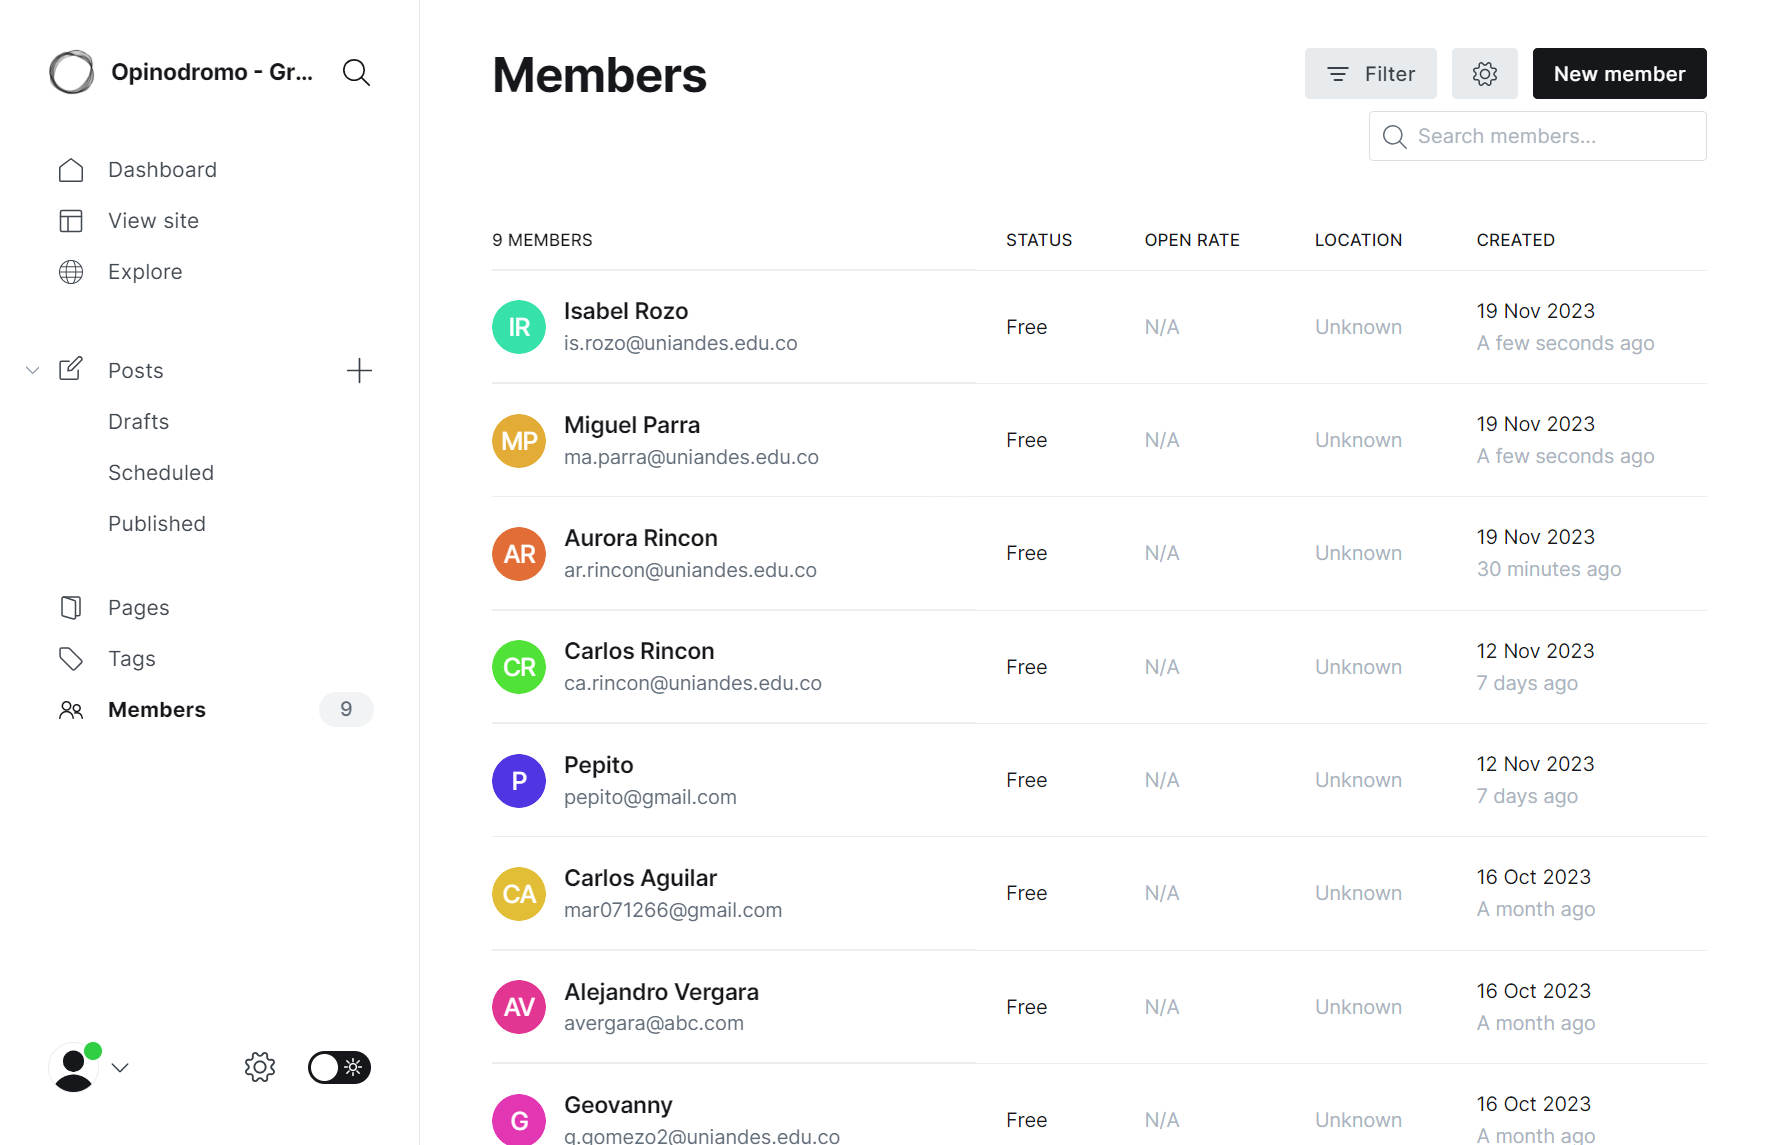 Opinodromo - Gr...
Dashboard
View site
Explore
Posts
Drafts
Scheduled
Published
Pages
Tags
Members 9
Members
Filter
New member
Search members...
9 MEMBERS STATUS OPEN RATE LOCATION CREATED
IR Isabel Rozo Free N/A Unknown 19 Nov 2023
is.rozo@uniandes.edu.co A few seconds ago
MP Miguel Parra Free N/A Unknown 19 Nov 2023
ma.parra@uniandes.edu.co A few seconds ago
AR Aurora Rincon Free N/A Unknown 19 Nov 2023
ar.rincon@uniandes.edu.co 30 minutes ago
CR Carlos Rincon Free N/A Unknown 12 Nov 2023
ca.rincon@uniandes.edu.co 7 days ago
P Pepito Free N/A Unknown 12 Nov 2023
pepito@gmail.com 7 days ago
CA Carlos Aguilar Free N/A Unknown 16 Oct 2023
mar071266@gmail.com A month ago
AV Alejandro Vergara Free N/A Unknown 16 Oct 2023
avergara@abc.com A month ago
G Geovanny Free N/A Unknown 16 Oct 2023
g.gomezo2@uniandes.edu.co A month ago